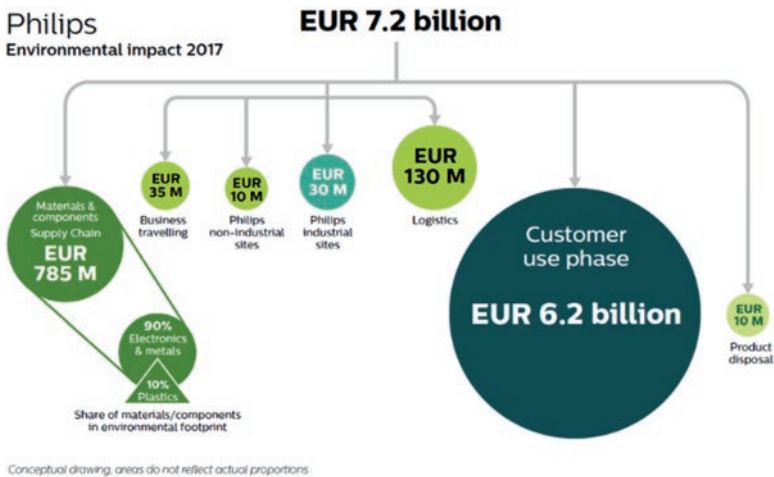 Philips
Environmental impact 2017
EUR 7.2 billion
Materials &
components
Supply Chain
EUR
785 M
90%
Electronics
& metals
10%
Plastics
Share of materials/components
in environmental footprint
EUR
35 M
Business
travelling
EUR
10 M
Philips
non-industrial
sites
EUR
30 M
Philips
industrial
sites
EUR
130 M
Logistics
Customer
use phase
EUR 6.2 billion
EUR
10 M
Product
disposal
Conceptual drawing, areas do not reflect actual proportions